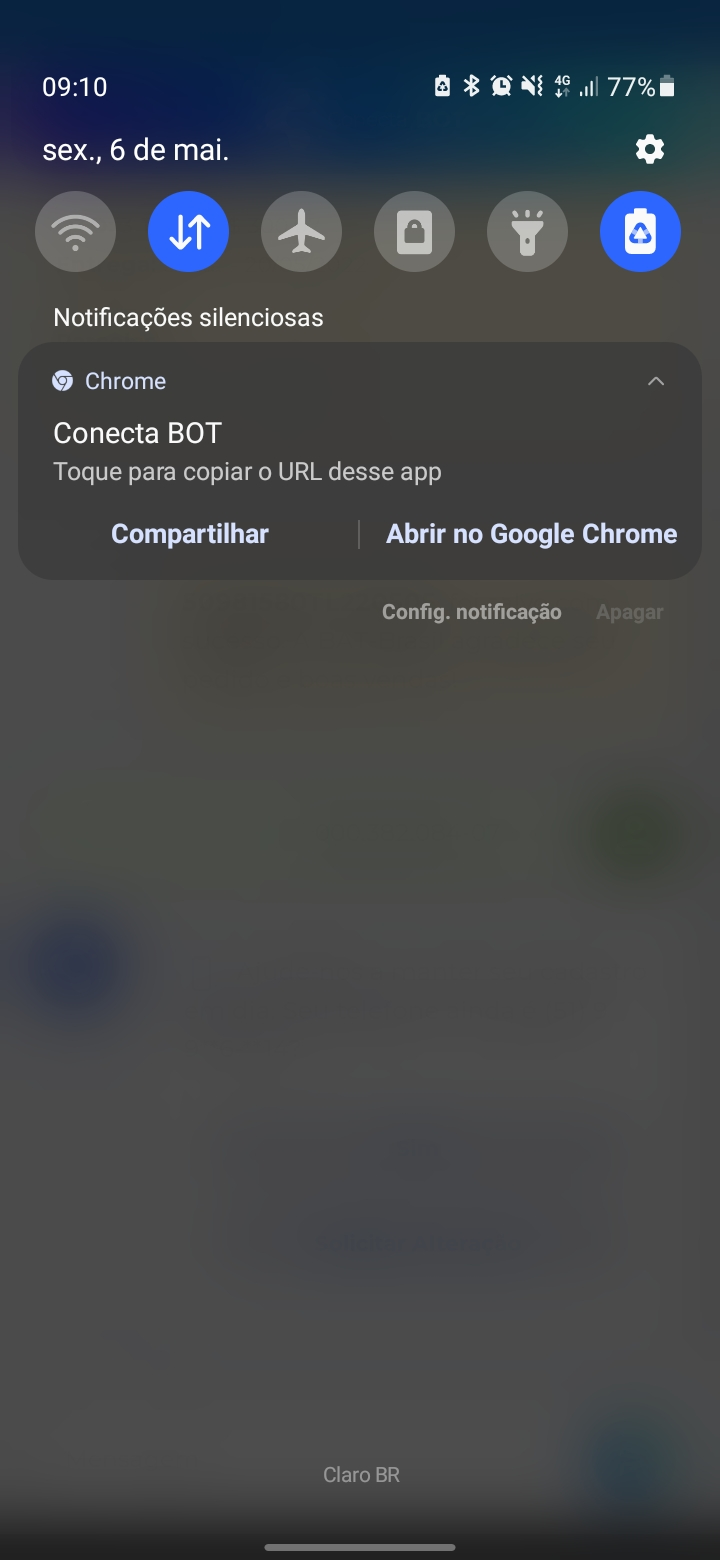 09:10
4G
77%
sex., 6 de mai.
Notificações silenciosas
Chrome
Conecta BOT
Toque para copiar o URL desse app
Compartilhar
Abrir no Google Chrome
Config. notificação
Apagar
Claro BR